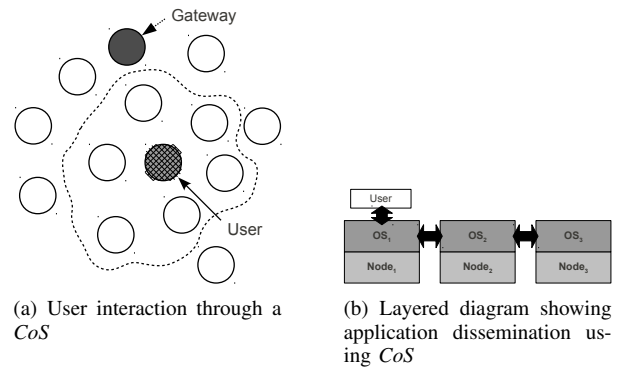 Gateway
User
User
OS1
OS2
OS3
Node1
Node2
Node3
(a) User interaction through a
CoS
(b) Layered diagram showing
application dissemination us-
ing CoS